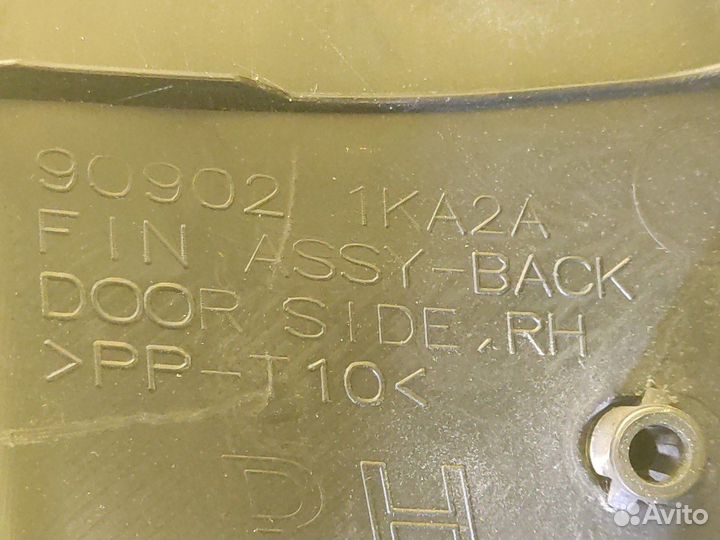 90902 1KA2A
FIN ASSY-BACK
DOOR SIDE,RH
>PP-T10<
H
Avito